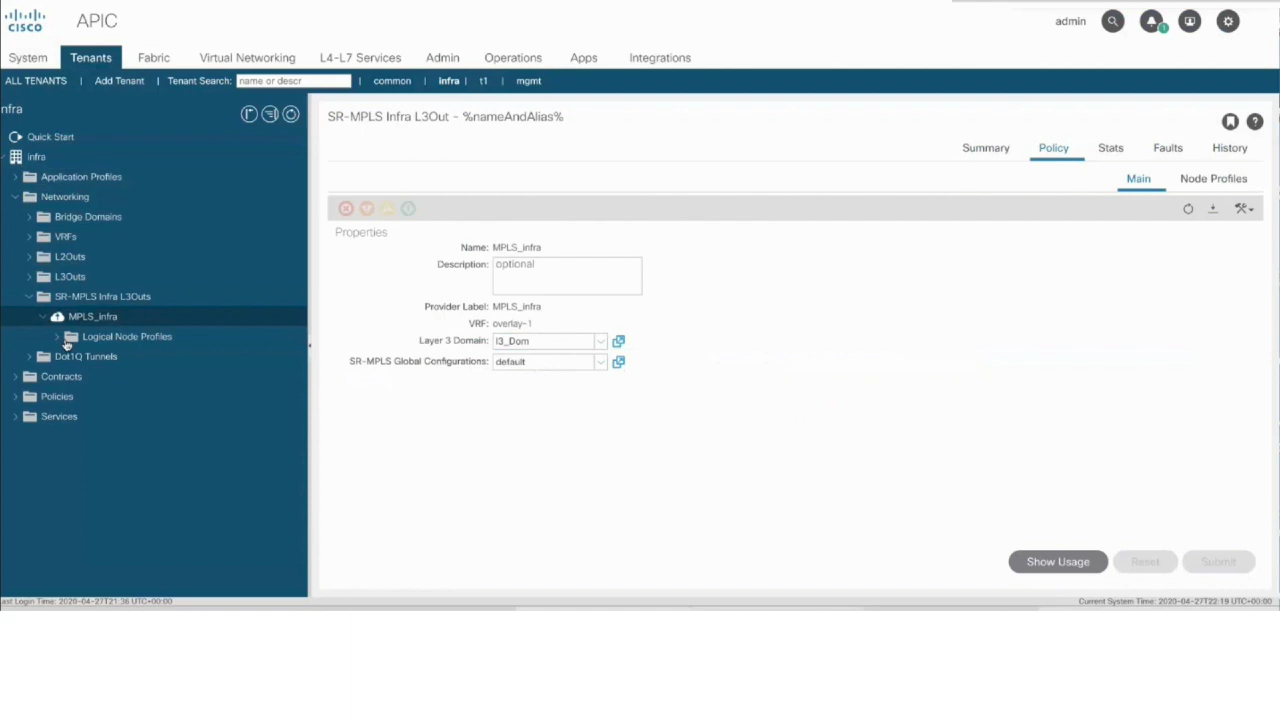 CISCO APIC admin 1
System Tenants Fabric Virtual Networking L4-L7 Services Admin Operations Apps Integrations
ALL TENANTS | Add Tenant | Tenant Search: name or descr | common | infra | t1 | mgmt
nfra
Quick Start
infra
Application Profiles
Networking
Bridge Domains
VRFs
L2Outs
L3Outs
SR-MPLS Infra L3Outs
MPLS_infra
Logical Node Profiles
Dot1Q Tunnels
Contracts
Policies
Services
SR-MPLS Infra L3Out - %nameAndAlias%
Summary Policy Stats Faults History
Main Node Profiles
Properties
Name: MPLS_infra
Description: optional
Provider Label: MPLS_infra
VRF: overlay-1
Layer 3 Domain: l3_Dom
SR-MPLS Global Configurations: default
Show Usage Reset Submit
ast Login Time: 2020-04-27T21:36 UTC+00:00
Current System Time: 2020-04-27T22:19 UTC+00:00